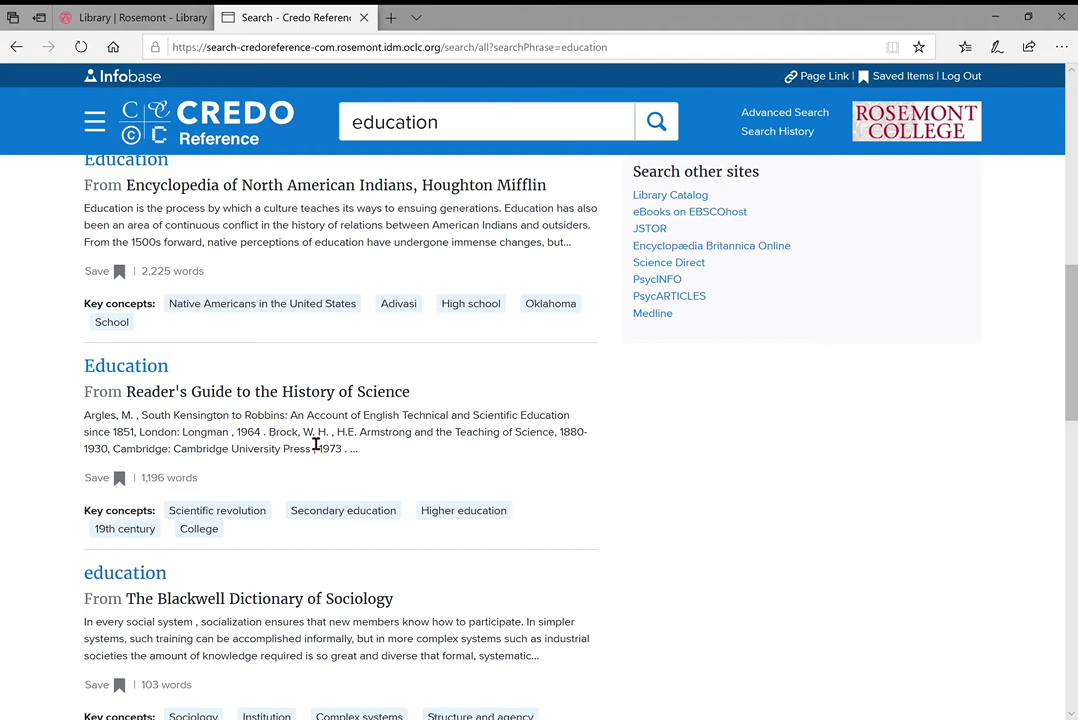 Library | Rosemont - Library
Search - Credo Referenc
https://search-credoreference-com.rosemont.idm.oclc.org/search/all?searchPhrase=education
Infobase
Page Link | Saved Items | Log Out
CREDO
Reference
education
Advanced Search
Search History
ROSEMONT
COLLEGE
Education
From Encyclopedia of North American Indians, Houghton Mifflin
Education is the process by which a culture teaches its ways to ensuing generations. Education has also
been an area of continuous conflict in the history of relations between American Indians and outsiders.
From the 1500s forward, native perceptions of education have undergone immense changes, but...
Save | 2,225 words
Key concepts: Native Americans in the United States Adivasi High school Oklahoma
School
Education
From Reader's Guide to the History of Science
Argles, M. , South Kensington to Robbins: An Account of English Technical and Scientific Education
since 1851, London: Longman , 1964 . Brock, W. H. , H.E. Armstrong and the Teaching of Science, 1880-
1930, Cambridge: Cambridge University Press , 1973 . ...
Save | 1,196 words
Key concepts: Scientific revolution Secondary education Higher education
19th century College
education
From The Blackwell Dictionary of Sociology
In every social system , socialization ensures that new members know how to participate. In simpler
systems, such training can be accomplished informally, but in more complex systems such as industrial
societies the amount of knowledge required is so great and diverse that formal, systematic...
Save | 103 words
Key concepts: Sociology Institution Complex systems Structure and agency
Search other sites
Library Catalog
eBooks on EBSCOhost
JSTOR
Encyclopædia Britannica Online
Science Direct
PsycINFO
PsycARTICLES
Medline